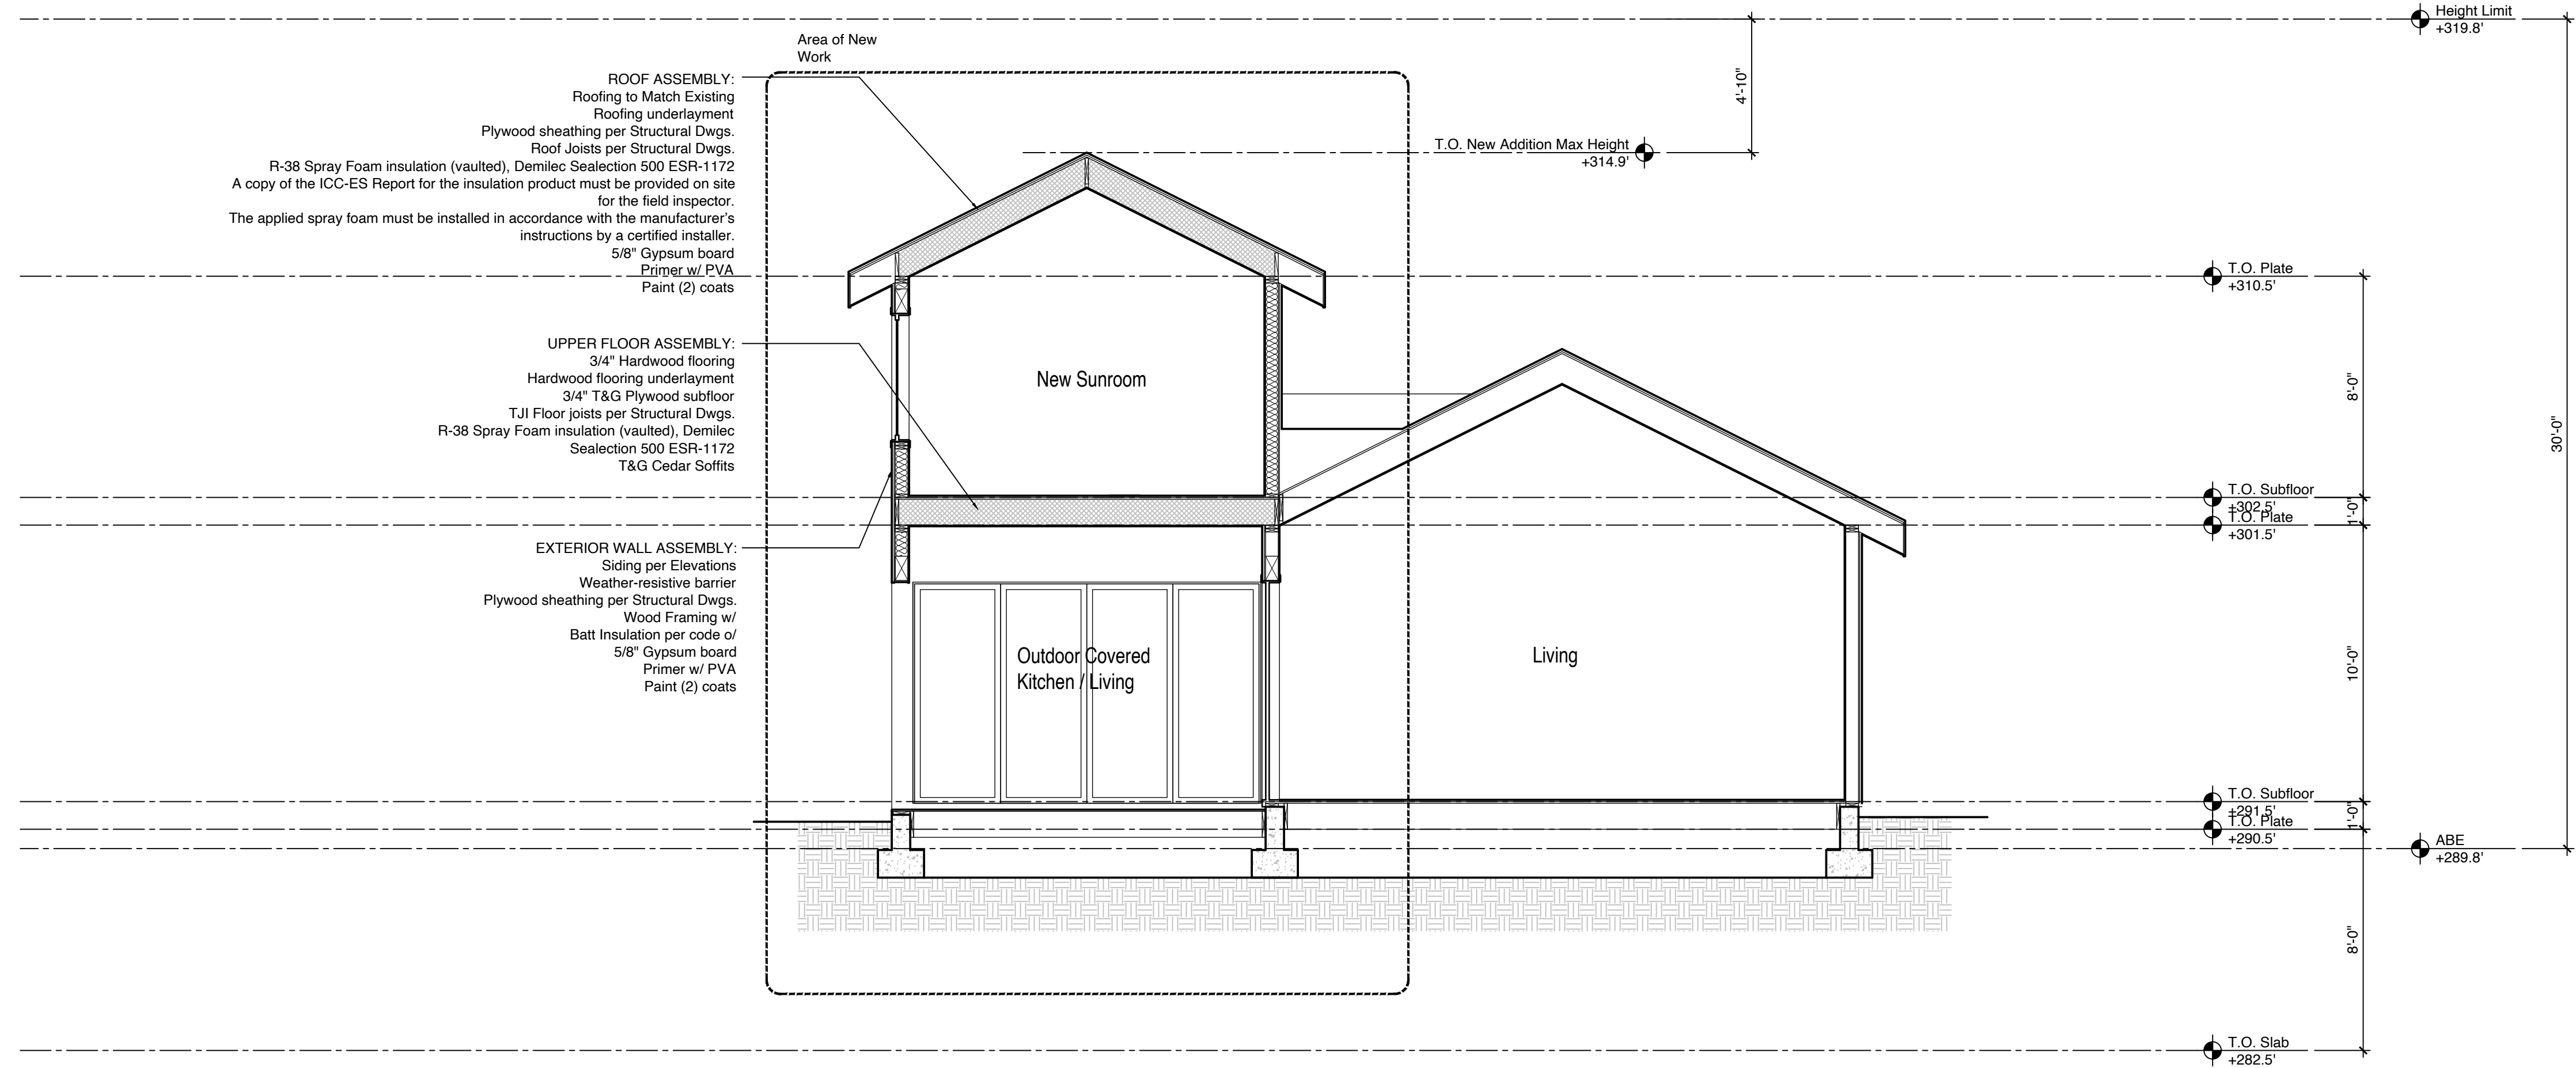 Height Limit
+319.8'
Area of New
Work
4'-10"
ROOF ASSEMBLY:
Roofing to Match Existing
Roofing underlayment
Plywood sheathing per Structural Dwgs.
Roof Joists per Structural Dwgs.
R-38 Spray Foam insulation (vaulted), Demilec Sealection 500 ESR-1172
A copy of the ICC-ES Report for the insulation product must be provided on site
for the field inspector.
The applied spray foam must be installed in accordance with the manufacturer's
instructions by a certified installer.
5/8" Gypsum board
Primer w/ PVA
Paint (2) coats
T.O. New Addition Max Height
+314.9'
T.O. Plate
+310.5'
UPPER FLOOR ASSEMBLY:
3/4" Hardwood flooring
Hardwood flooring underlayment
3/4" T&G Plywood subfloor
TJI Floor joists per Structural Dwgs.
R-38 Spray Foam insulation (vaulted), Demilec
Sealection 500 ESR-1172
T&G Cedar Soffits
New Sunroom
8'-0"
30'-0"
T.O. Subfloor
+302.5'
1'-0"
T.O. Plate
+301.5'
EXTERIOR WALL ASSEMBLY:
Siding per Elevations
Weather-resistive barrier
Plywood sheathing per Structural Dwgs.
Wood Framing w/
Batt Insulation per code o/
5/8" Gypsum board
Primer w/ PVA
Paint (2) coats
Outdoor Covered
Kitchen / Living
Living
10'-0"
T.O. Subfloor
+291.5'
1'-0"
T.O. Plate
+290.5'
ABE
+289.8'
8'-0"
T.O. Slab
+282.5'